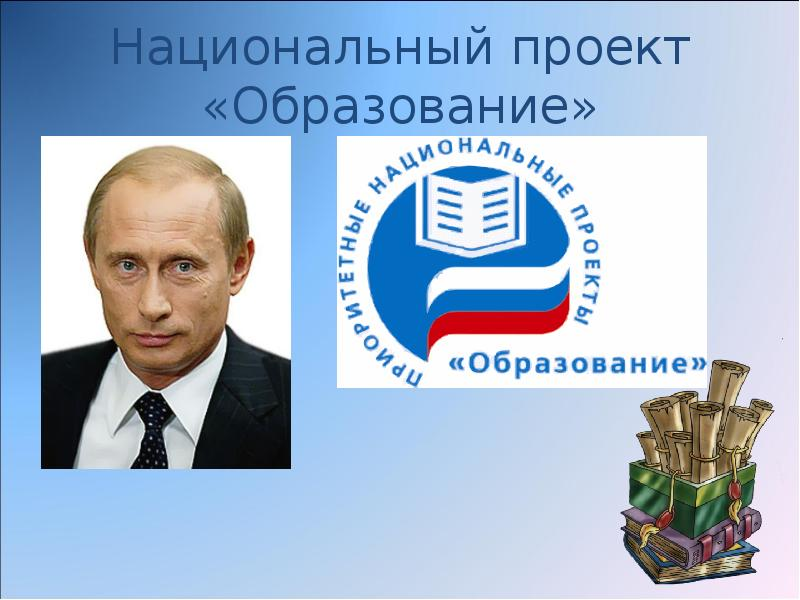 Национальный проект
«Образование»
ПРИОРИТЕТНЫЕ НАЦИОНАЛЬНЫЕ ПРОЕКТЫ
«Образование»